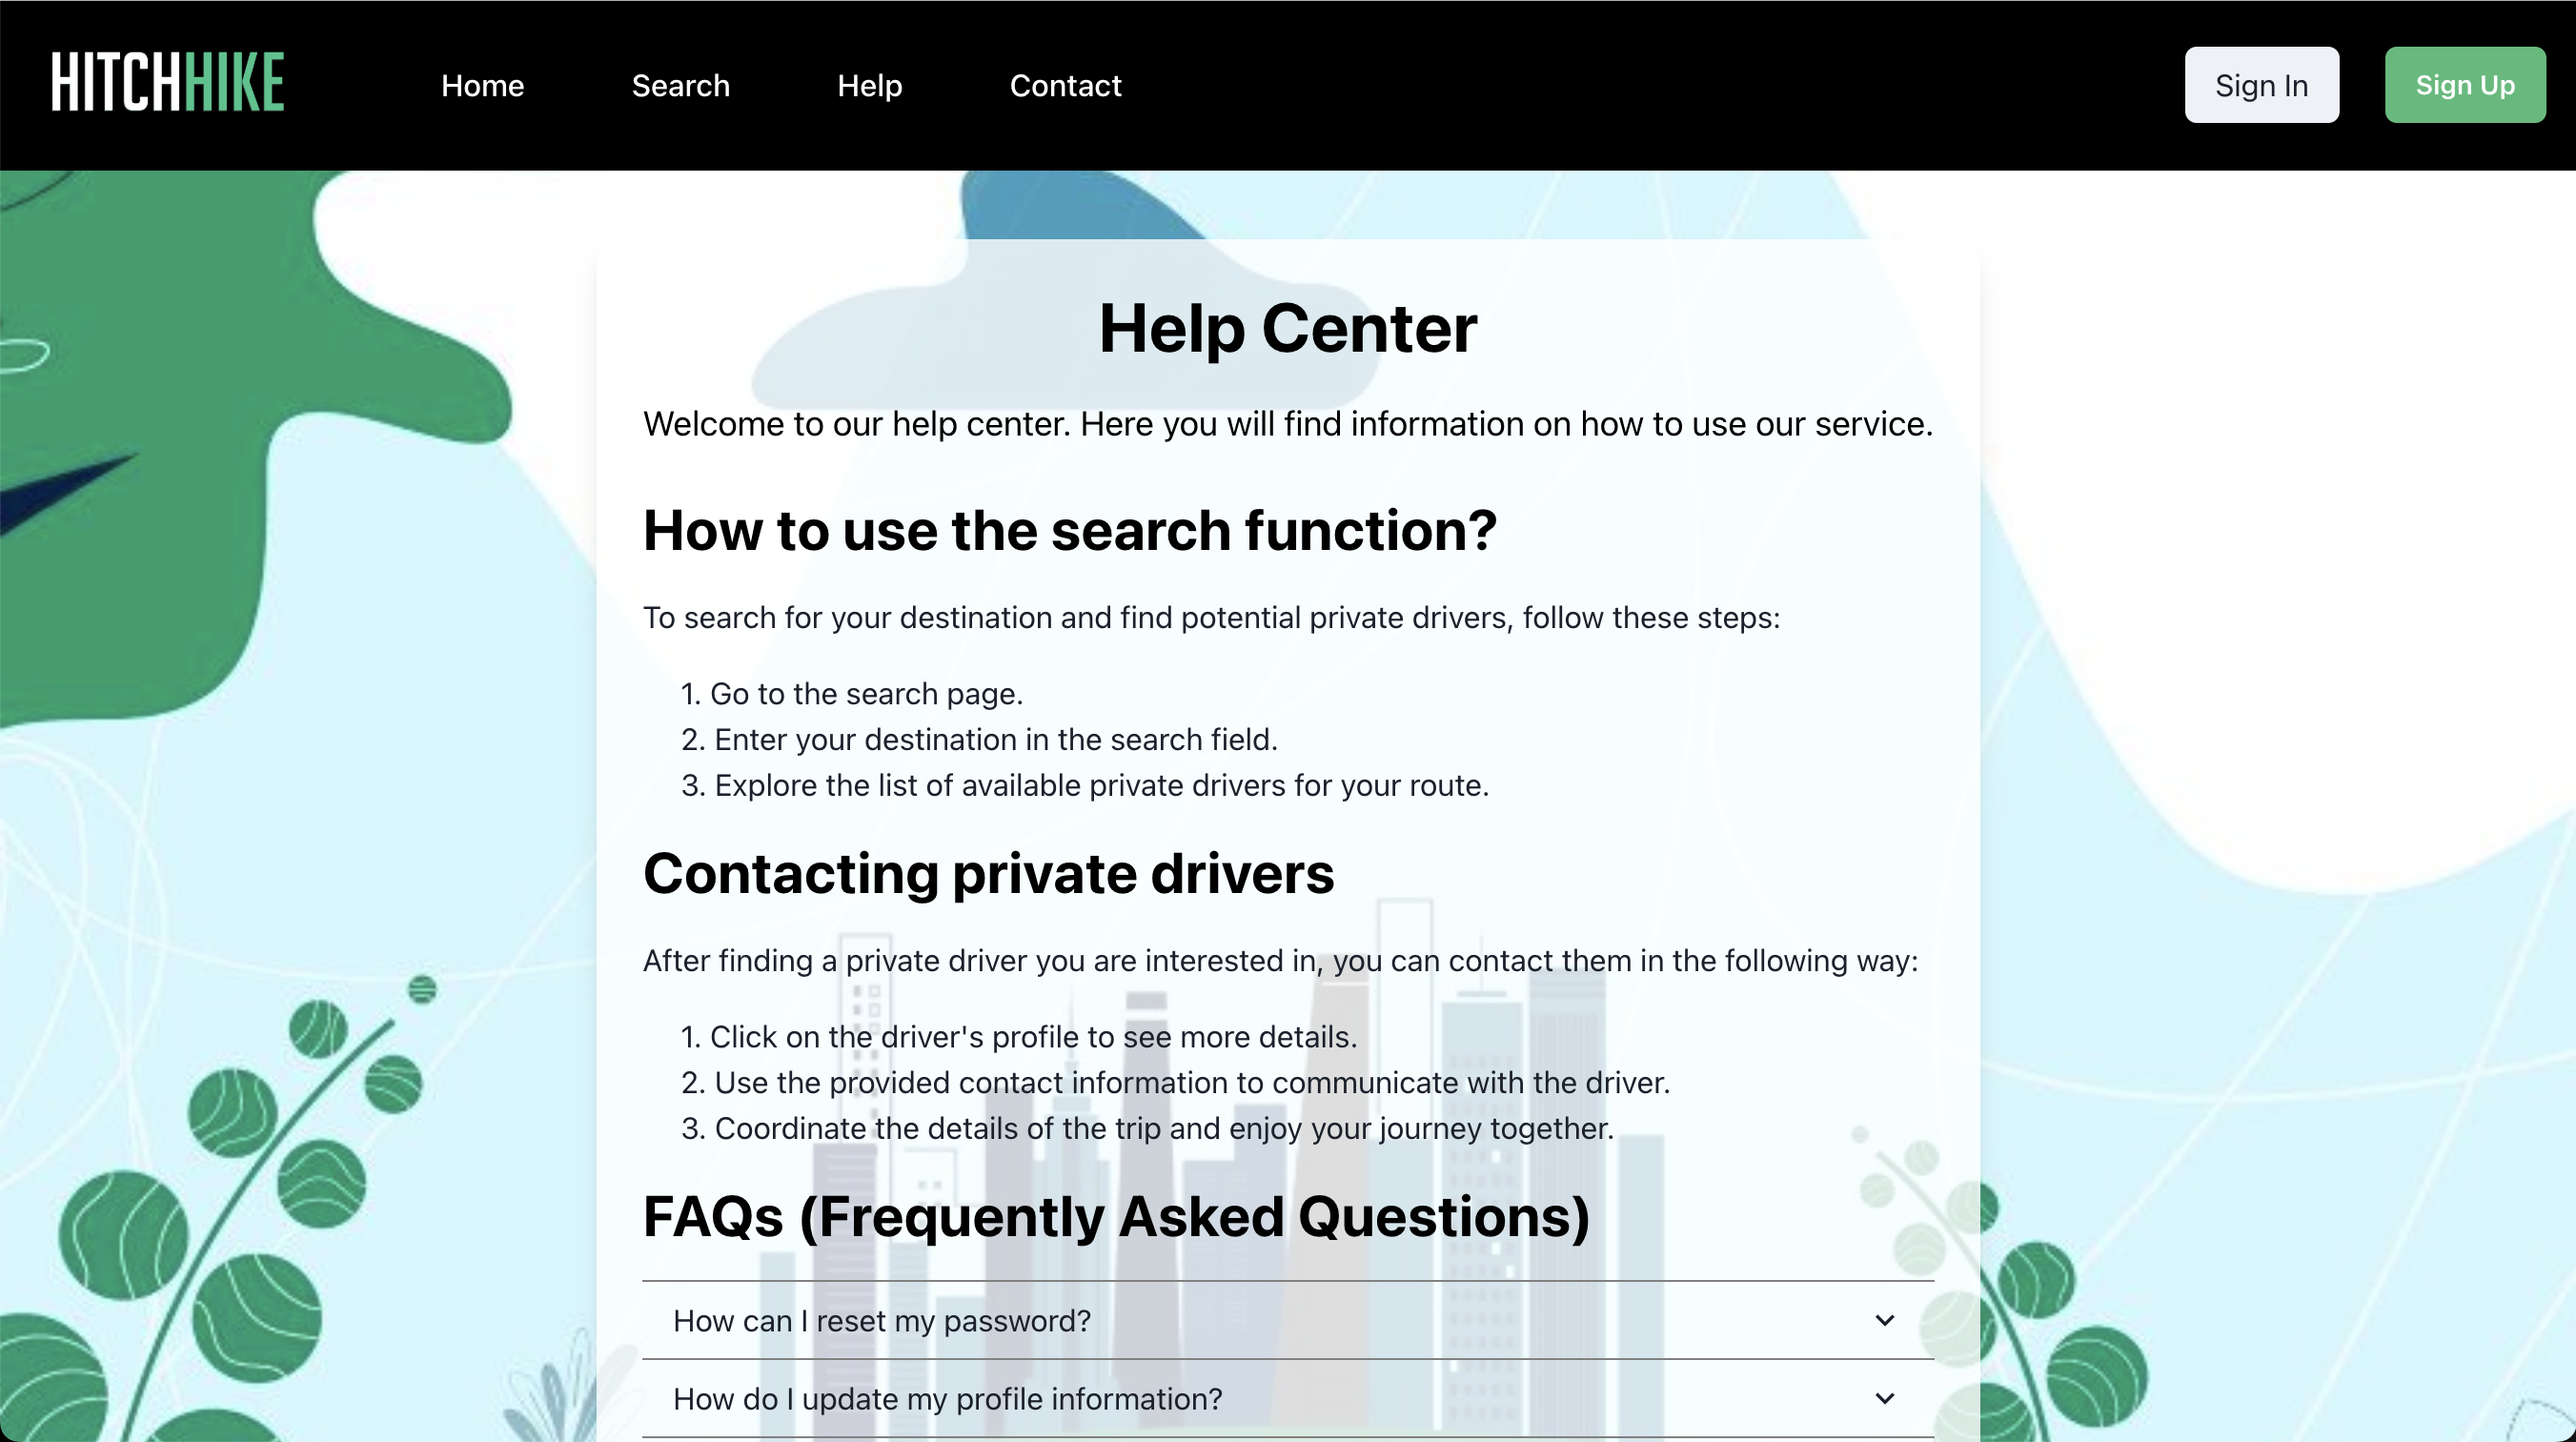 HITCHHIKE
Home
Search
Help
Contact
Sign In
Sign Up
Help Center
Welcome to our help center. Here you will find information on how to use our service.
How to use the search function?
To search for your destination and find potential private drivers, follow these steps:
1. Go to the search page.
2. Enter your destination in the search field.
3. Explore the list of available private drivers for your route.
Contacting private drivers
After finding a private driver you are interested in, you can contact them in the following way:
1. Click on the driver's profile to see more details.
2. Use the provided contact information to communicate with the driver.
3. Coordinate the details of the trip and enjoy your journey together.
FAQs (Frequently Asked Questions)
How can I reset my password?
How do I update my profile information?